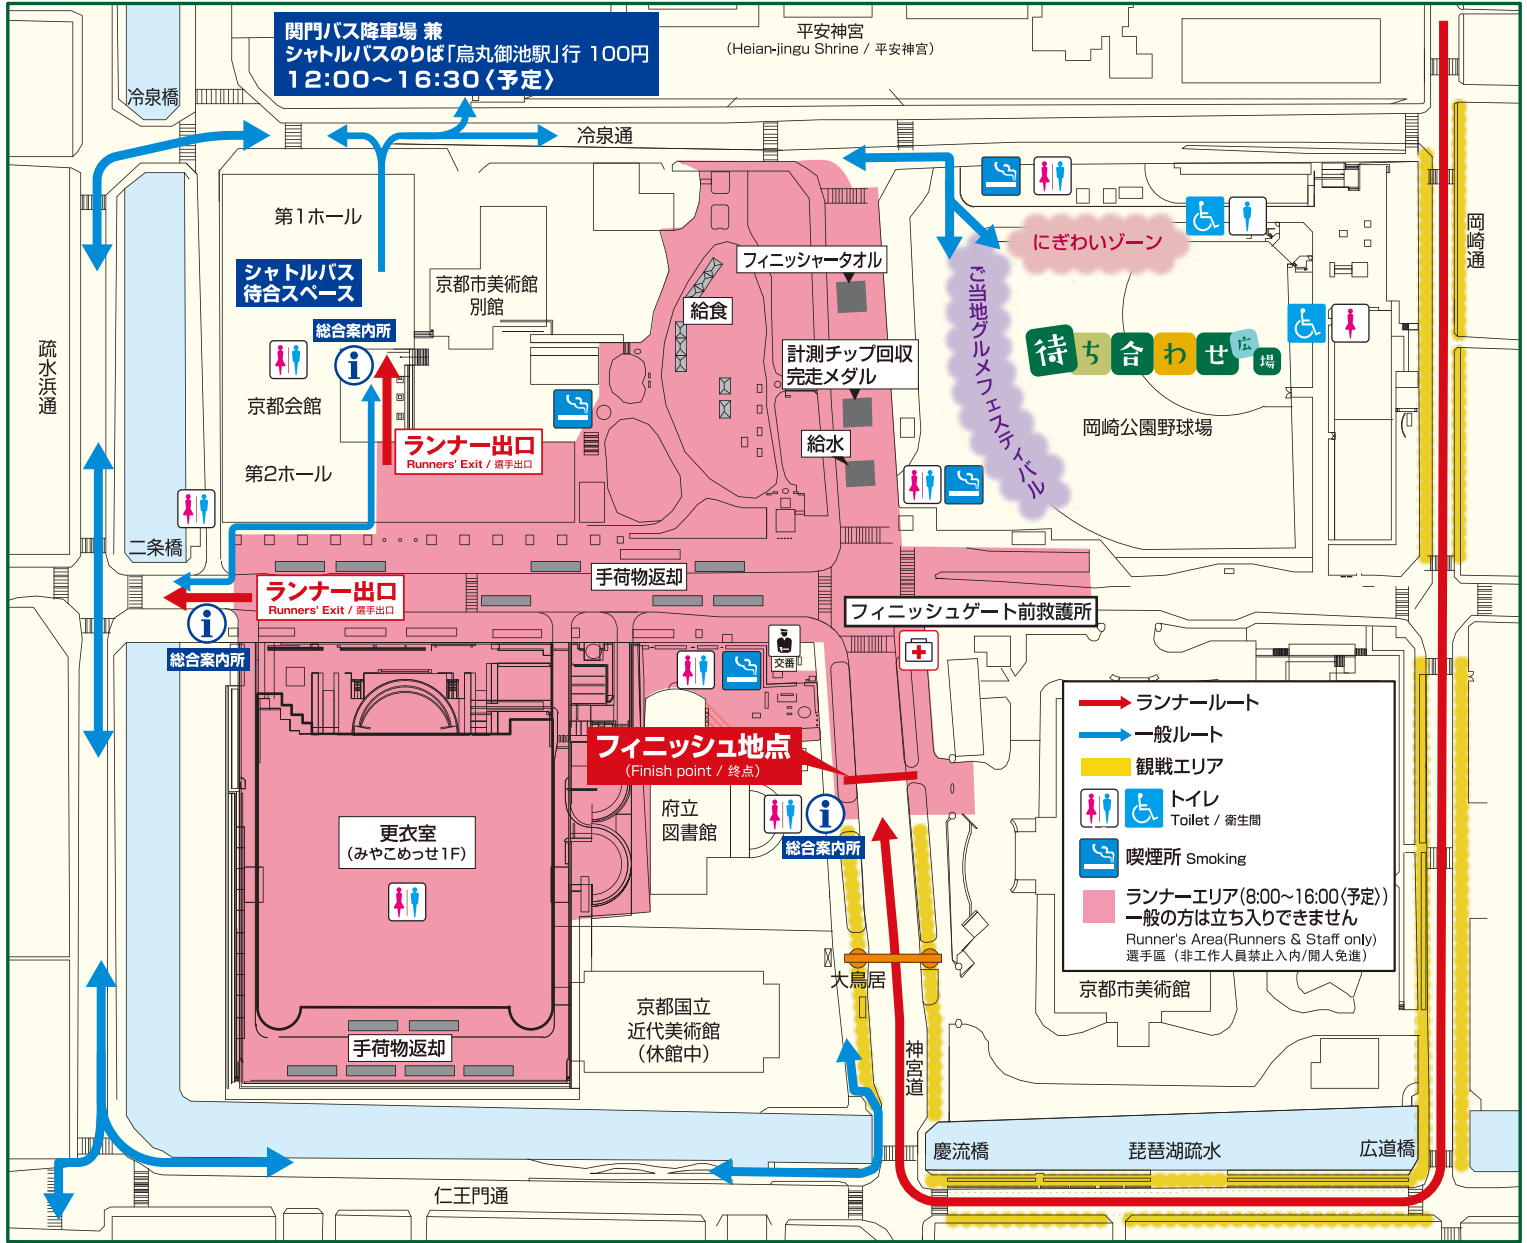 関門バス降車場 兼
シャトルバスのりば「烏丸御池駅」行 100円
12:00～16:30〈予定〉
平安神宮
(Heian-jingu Shrine / 平安神宮)
冷泉橋
冷泉通
第1ホール
シャトルバス
待合スペース
京都市美術館
別館
総合案内所
京都会館
第2ホール
疏水浜通
二条橋
ランナー出口
Runners' Exit / 選手出口
ランナー出口
Runners' Exit / 選手出口
総合案内所
給食
フィニッシャータオル
計測チップ回収
完走メダル
給水
手荷物返却
にぎわいゾーン
ご当地グルメフェスティバル
待ち合わせ広場
岡崎公園野球場
岡崎通
フィニッシュゲート前救護所
交番
フィニッシュ地点
(Finish point / 终点)
府立
図書館
総合案内所
更衣室
(みやこめっせ1F)
手荷物返却
京都国立
近代美術館
(休館中)
大鳥居
神宮道
ランナールート
一般ルート
観戦エリア
トイレ
Toilet / 衛生間
喫煙所 Smoking
ランナーエリア(8:00~16:00〈予定〉)
一般の方は立ち入りできません
Runner's Area(Runners & Staff only)
選手區 (非工作人員禁止入内/閒人免進)
京都市美術館
慶流橋
琵琶湖疏水
広道橋
仁王門通